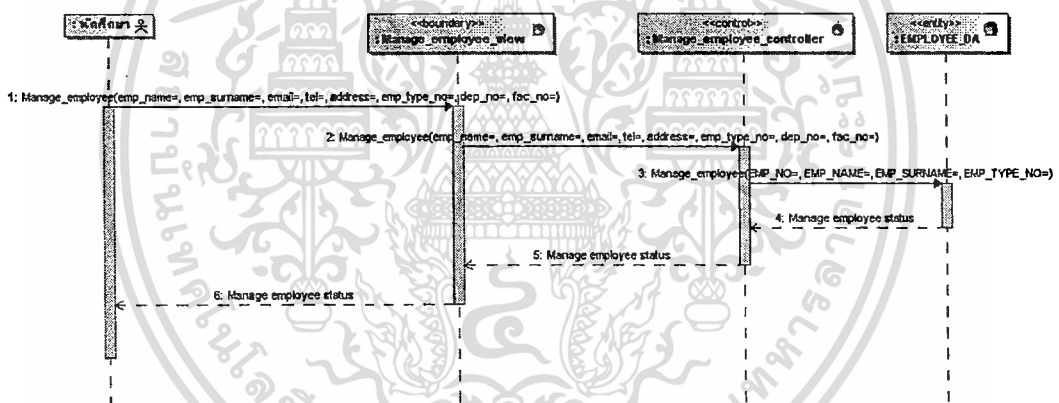 : นักศึกษา
<<boundary>>
: Manage_employee_view
<<control>>
: Manage_employee_controller
<<entity>>
: EMPLOYEE_DA
1: Manage_employee(emp_name=, emp_surname=, email=, tel=, address=, emp_type_no=, dep_no=, fac_no=)
2: Manage_employee(emp_name=, emp_surname=, email=, tel=, address=, emp_type_no=, dep_no=, fac_no=)
3: Manage_employee(EMP_NO=, EMP_NAME=, EMP_SURNAME=, EMP_TYPE_NO=)
4: Manage employee status
5: Manage employee status
6: Manage employee status